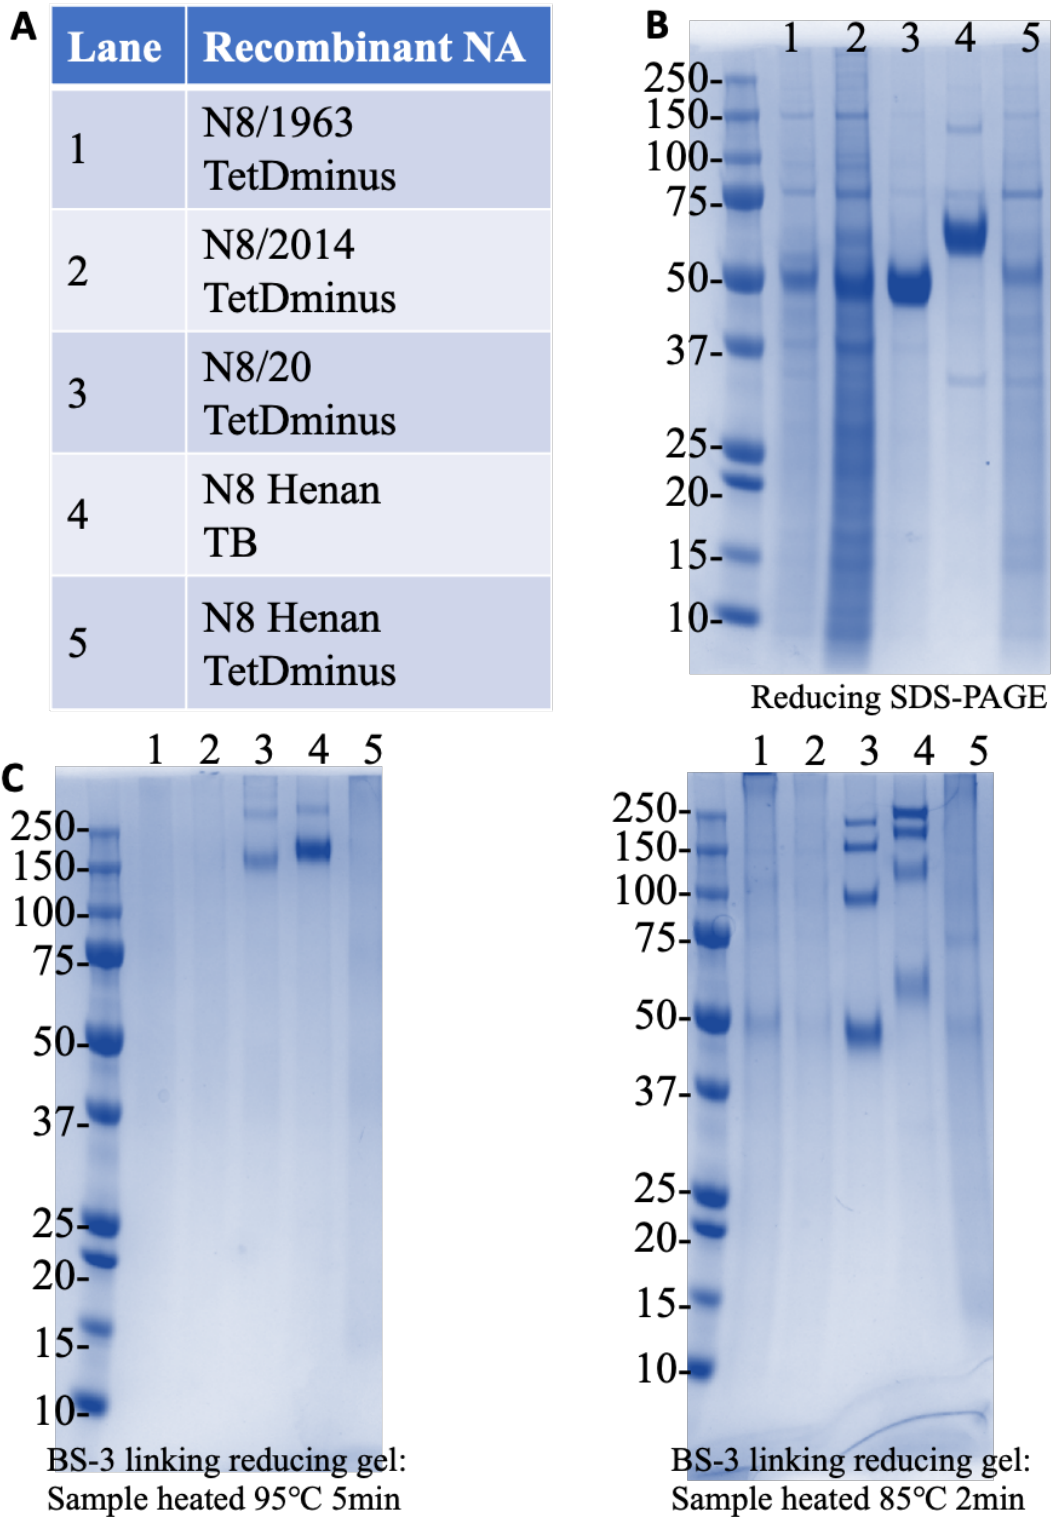 A
Lane Recombinant NA
1 N8/1963
TetDminus
2 N8/2014
TetDminus
3 N8/20
TetDminus
4 N8 Henan
TB
5 N8 Henan
TetDminus
B
1 2 3 4 5
250-
150-
100-
75-
50-
37-
25-
20-
15-
10-
Reducing SDS-PAGE
C
1 2 3 4 5
250-
150-
100-
75-
50-
37-
25-
20-
15-
10-
BS-3 linking reducing gel:
Sample heated 95°C 5min
1 2 3 4 5
250-
150-
100-
75-
50-
37-
25-
20-
15-
10-
BS-3 linking reducing gel:
Sample heated 85°C 2min